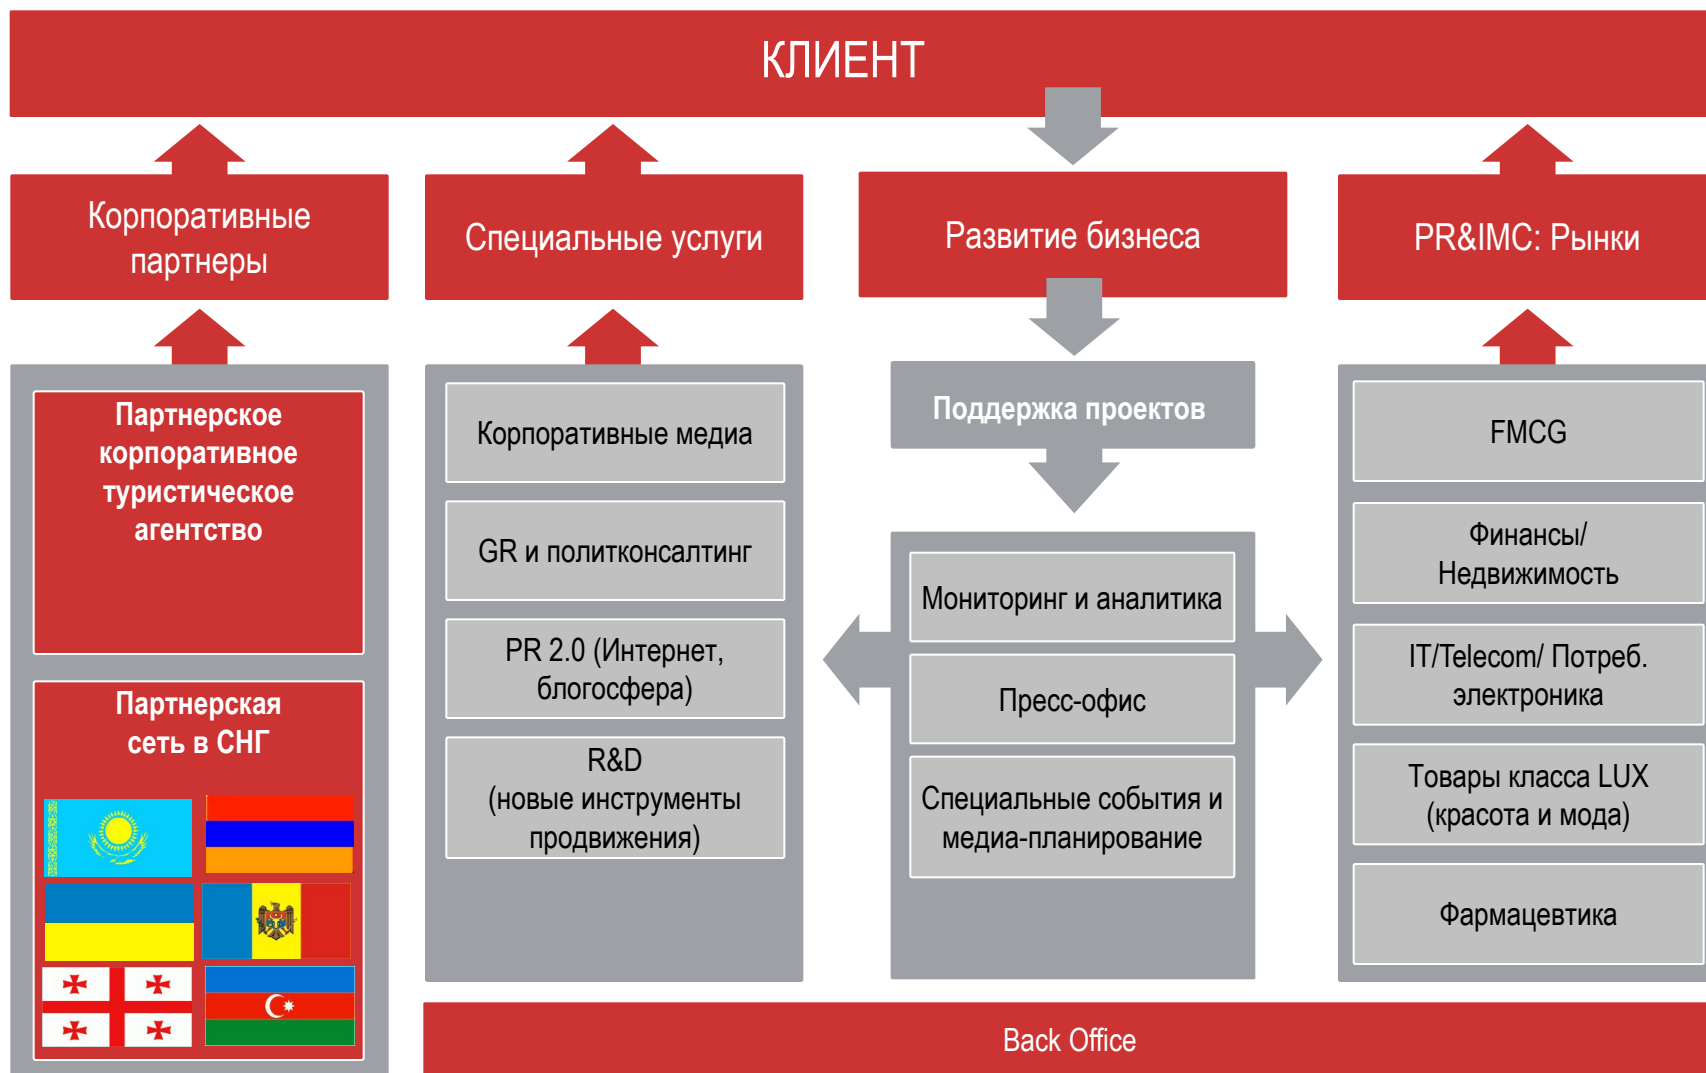 КЛИЕНТ
Корпоративные
партнеры
Специальные услуги
Развитие бизнеса
PR&IMC: Рынки
Партнерское
корпоративное
туристическое
агентство
Партнерская
сеть в СНГ
Корпоративные медиа
GR и политконсалтинг
PR 2.0 (Интернет,
блогосфера)
R&D
(новые инструменты
продвижения)
Поддержка проектов
Мониторинг и аналитика
Пресс-офис
Специальные события и
медиа-планирование
FMCG
Финансы/
Недвижимость
IT/Telecom/ Потреб.
электроника
Товары класса LUX
(красота и мода)
Фармацевтика
Back Office